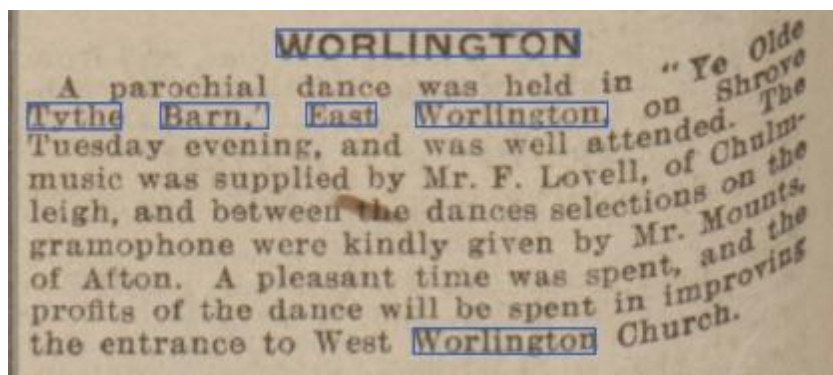 WORLINGTON
A parochial dance was held in "Ye Olde
Tythe Barn,' East Worlington, on Shrove
Tuesday evening, and was well attended. The
music was supplied by Mr. F. Lovell, of Chulm-
leigh, and between the dances selections on the
gramophone were kindly given by Mr. Mounts,
of Afton. A pleasant time was spent, and the
profits of the dance will be spent in improving
the entrance to West Worlington Church.